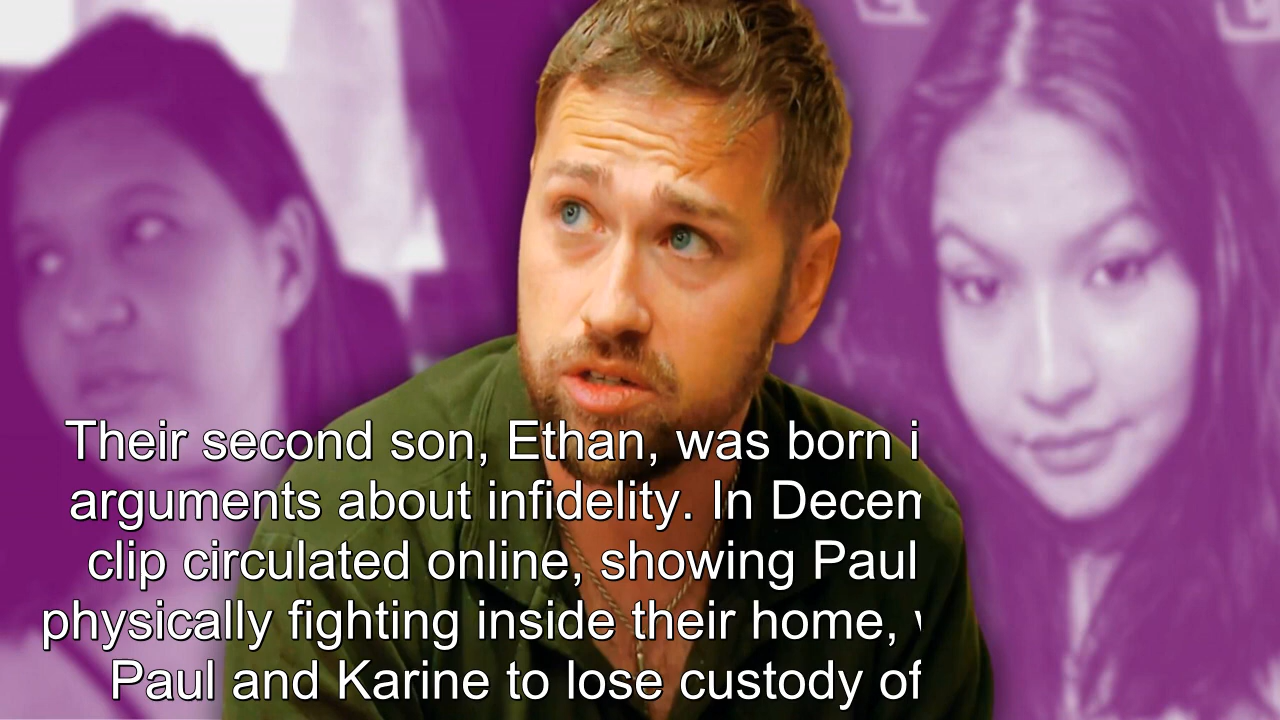 Their second son, Ethan, was born
arguments about infidelity. In
clip circulated online, showing Paul
physically fighting inside their home,
Paul and Karine to lose custody of